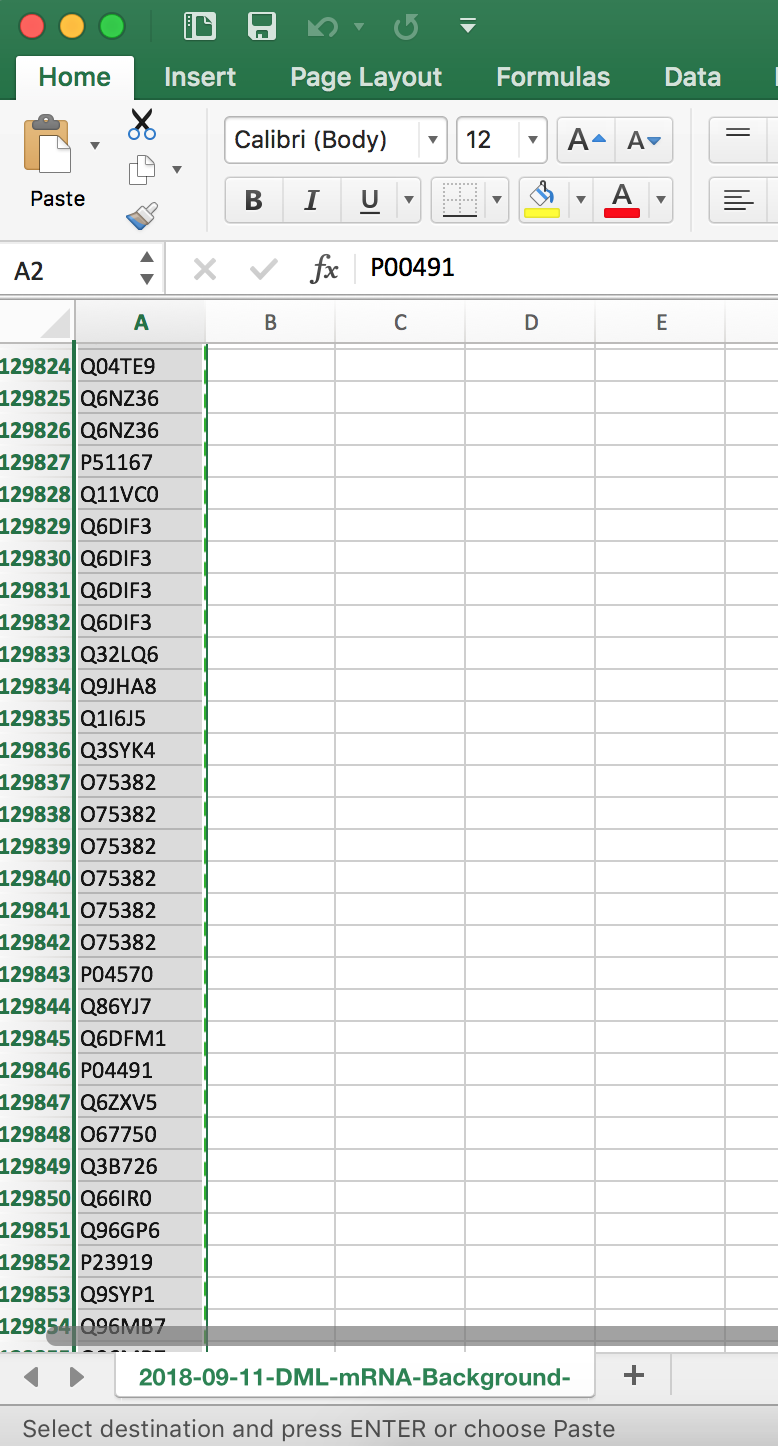 Home Insert Page Layout Formulas Data
Paste
Calibri (Body) 12 A A
B I U A
A2 fx P00491
A B C D E
129824 Q04TE9
129825 Q6NZ36
129826 Q6NZ36
129827 P51167
129828 Q11VC0
129829 Q6DIF3
129830 Q6DIF3
129831 Q6DIF3
129832 Q6DIF3
129833 Q32LQ6
129834 Q9JHA8
129835 Q1I6J5
129836 Q3SYK4
129837 O75382
129838 O75382
129839 O75382
129840 O75382
129841 O75382
129842 O75382
129843 P04570
129844 Q86YJ7
129845 Q6DFM1
129846 P04491
129847 Q6ZXV5
129848 O67750
129849 Q3B726
129850 Q66IR0
129851 Q96GP6
129852 P23919
129853 Q9SYP1
129854 Q96MB7
2018-09-11-DML-mRNA-Background-
Select destination and press ENTER or choose Paste